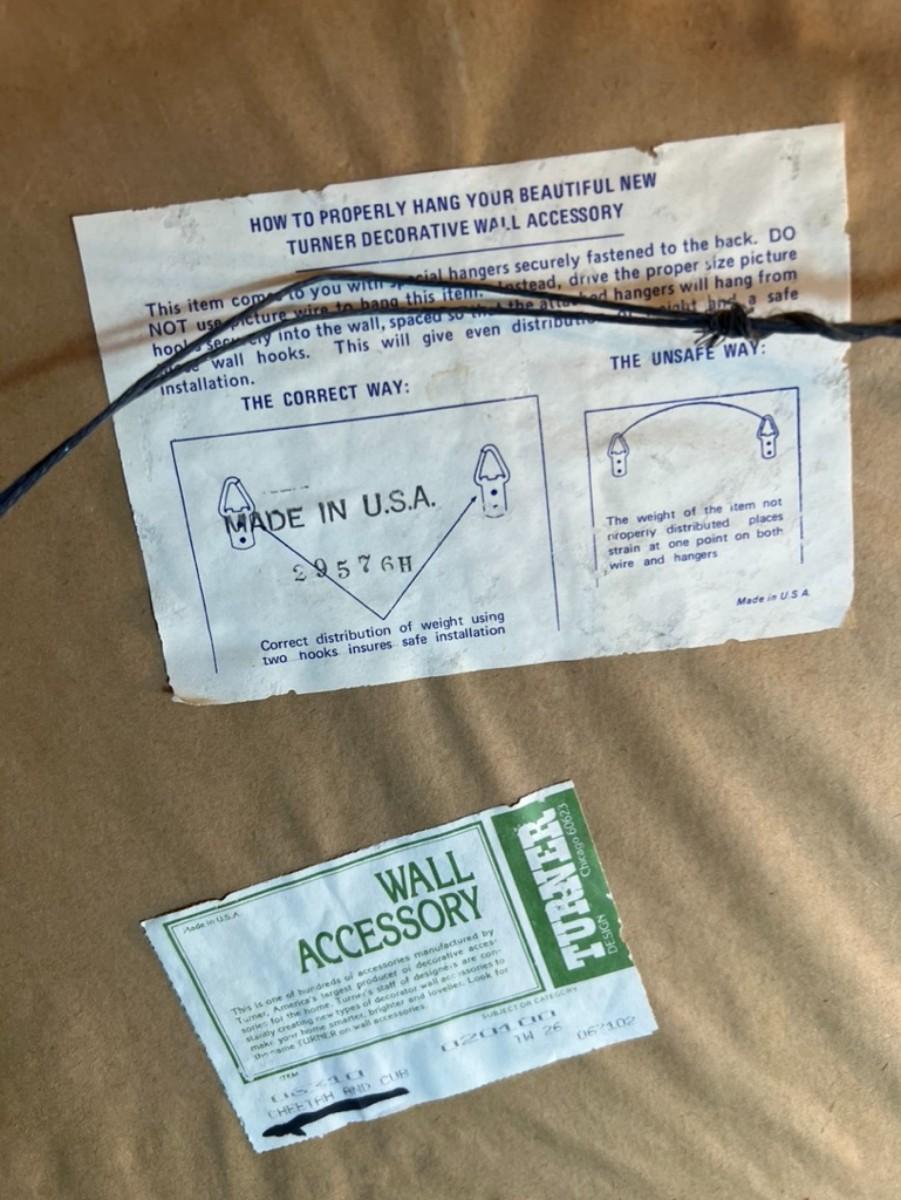 HOW TO PROPERLY HANG YOUR BEAUTIFUL NEW
TURNER DECORATIVE WALL ACCESSORY
This item comes to you with special hangers securely fastened to the back. DO
NOT use picture wire to hang this item. Instead, drive the proper size picture
hooks securely into the wall, spaced so the attached hangers will hang from
wall hooks. This will give even distribution of weight and a safe
installation.
THE CORRECT WAY:
THE UNSAFE WAY:
MADE IN U.S.A.
29576H
Correct distribution of weight using
two hooks insures safe installation
The weight of the item not
properly distributed places
strain at one point on both
wire and hangers
Made in U.S.A.
Made in U.S.A.
WALL
ACCESSORY
This is one of hundreds of accessories manufactured by
Turner, America's largest producer of decorative acces-
sories for the home. Turner's staff of designers are con-
stantly creating new types of decorator wall accessories to
make your home smarter, brighter and lovelier. Look for
the name TURNER on wall accessories.
TURNER
DESIGN Chicago 60623
ITEM
SUBJECT OR CATEGORY
020100
TW 26 067102
CHEETAH AND CUB